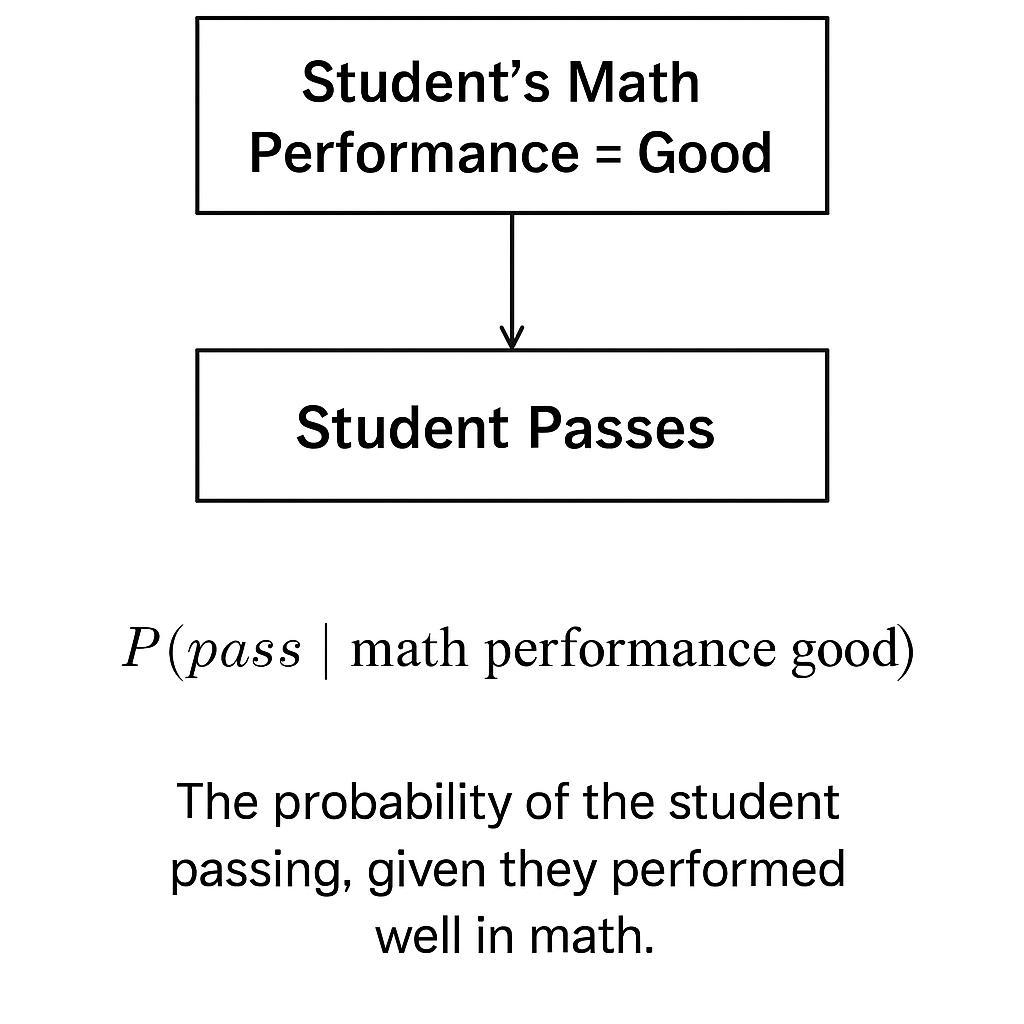 Student’s Math
Performance = Good
Student Passes
P(pass | math performance good)
The probability of the student
passing, given they performed
well in math.